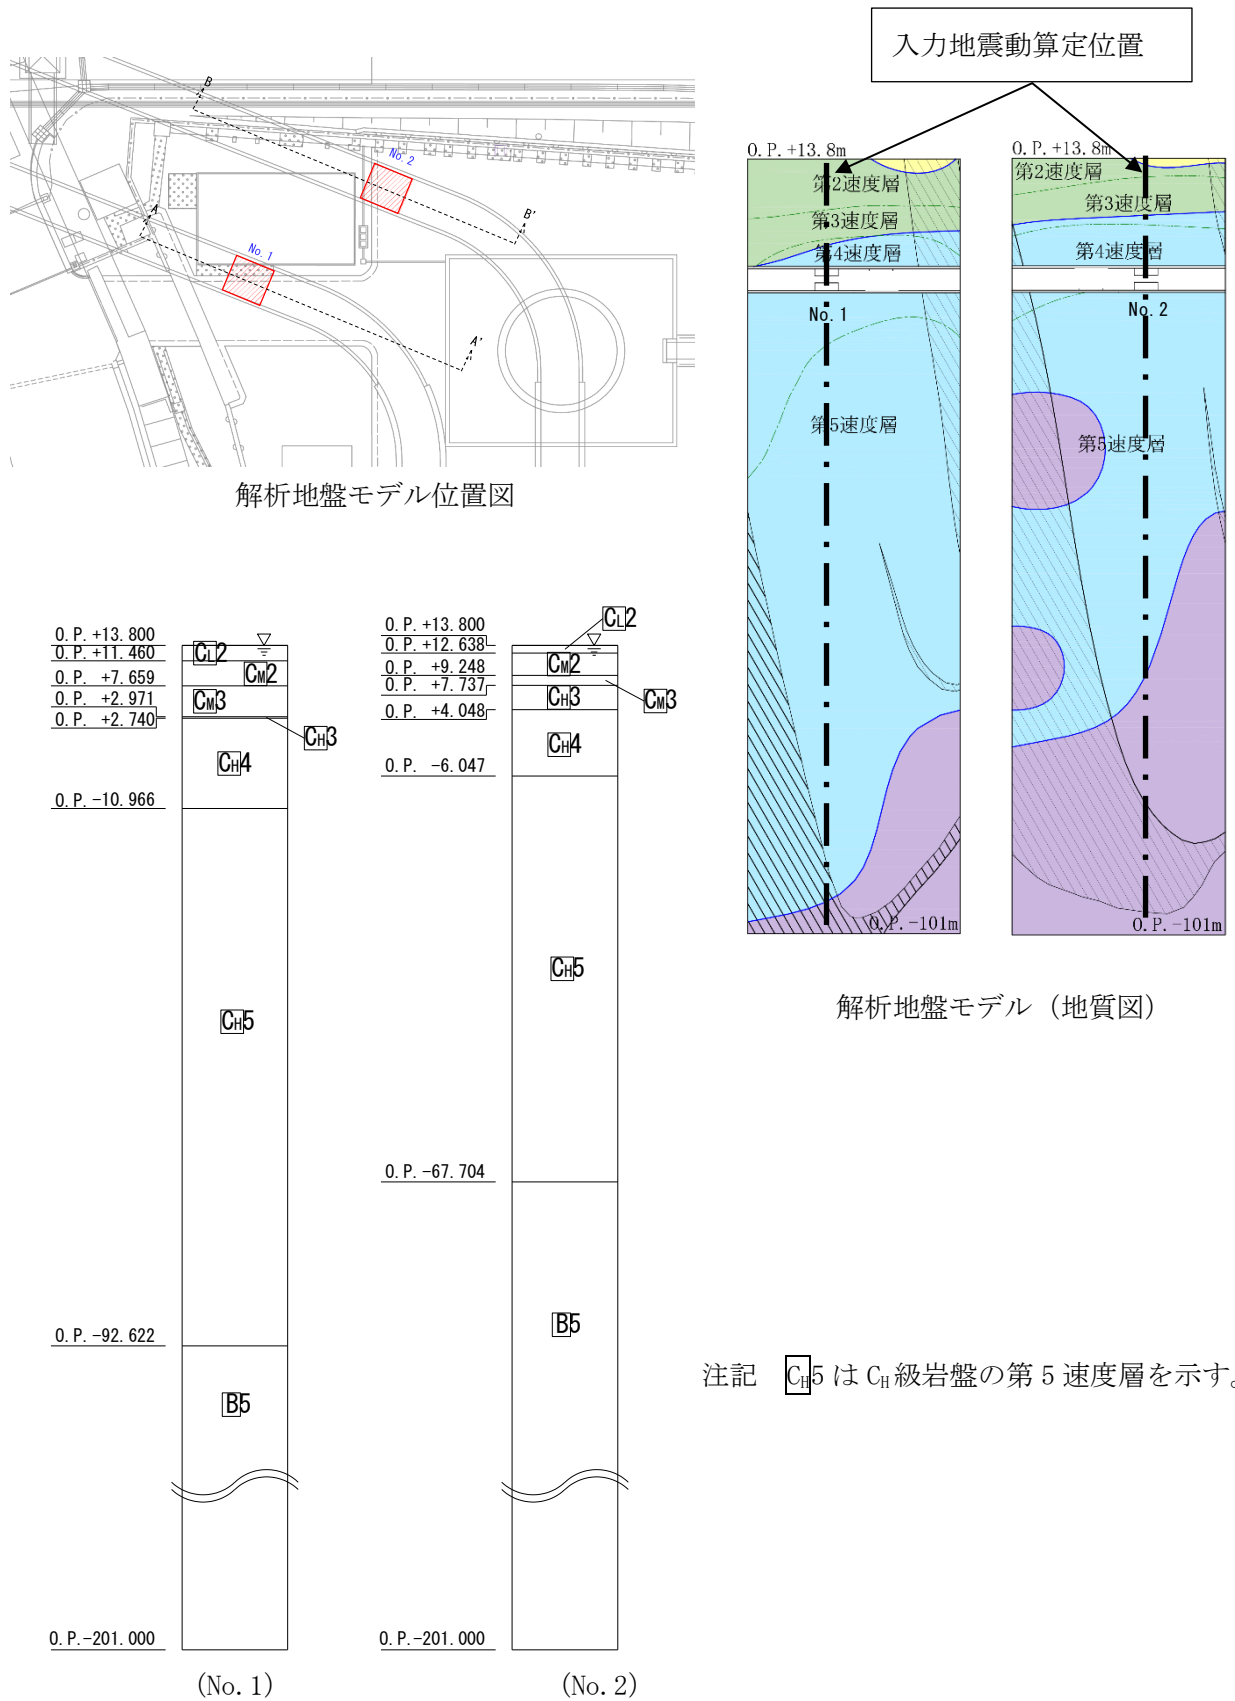 入力地震動算定位置
B
No. 2
B'
A
No. 1
A'
解析地盤モデル位置図
O.P.+13.8m
第2速度層
第3速度層
第4速度層
No. 1
第5速度層
O.P.-101m
O.P.+13.8m
第2速度層
第3速度層
第4速度層
No. 2
第5速度層
O.P.-101m
解析地盤モデル（地質図）
O.P. +13.800
O.P. +11.460
O.P. +7.659
O.P. +2.971
O.P. +2.740
O.P. -10.966
O.P. -92.622
O.P.-201.000
CL2
CM2
CM3
CH3
CH4
CH5
B5
(No. 1)
O.P. +13.800
O.P. +12.638
O.P. +9.248
O.P. +7.737
O.P. +4.048
O.P. -6.047
O.P. -67.704
O.P.-201.000
CL2
CM2
CM3
CH3
CH4
CH5
B5
(No. 2)
注記 CH5 は CH 級岩盤の第 5 速度層を示す。